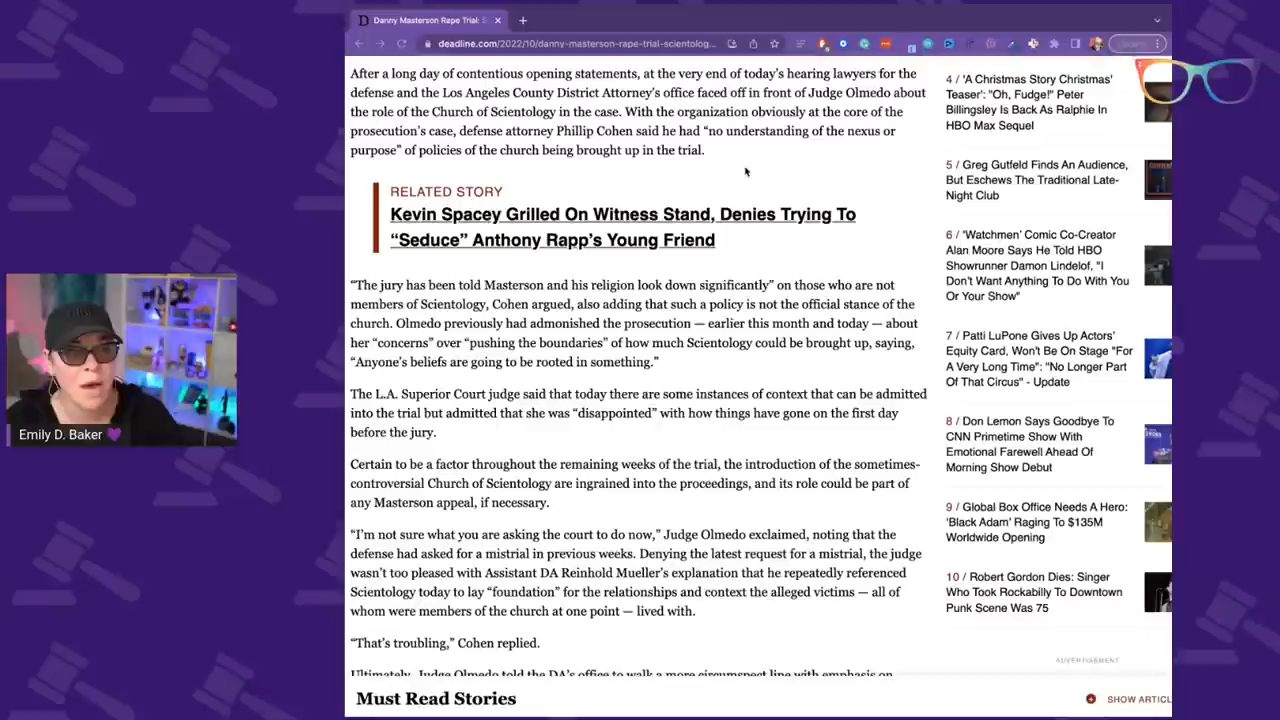 Danny Masterson Rape Trial:
deadline.com/2022/10/danny-masterson-rape-trial-scientolog...
After a long day of contentious opening statements, at the very end of today's hearing lawyers for the
defense and the Los Angeles County District Attorney's office faced off in front of Judge Olmedo about
the role of the Church of Scientology in the case. With the organization obviously at the core of the
prosecution's case, defense attorney Phillip Cohen said he had “no understanding of the nexus or
purpose” of policies of the church being brought up in the trial.
RELATED STORY
Kevin Spacey Grilled On Witness Stand, Denies Trying To
“Seduce” Anthony Rapp's Young Friend
“The jury has been told Masterson and his religion look down significantly” on those who are not
members of Scientology, Cohen argued, also adding that such a policy is not the official stance of the
church. Olmedo previously had admonished the prosecution — earlier this month and today — about
her “concerns” over “pushing the boundaries” of how much Scientology could be brought up, saying,
“Anyone's beliefs are going to be rooted in something.”
The L.A. Superior Court judge said that today there are some instances of context that can be admitted
into the trial but admitted that she was “disappointed” with how things have gone on the first day
before the jury.
Certain to be a factor throughout the remaining weeks of the trial, the introduction of the sometimes-
controversial Church of Scientology are ingrained into the proceedings, and its role could be part of
any Masterson appeal, if necessary.
“I'm not sure what you are asking the court to do now,” Judge Olmedo exclaimed, noting that the
defense had asked for a mistrial in previous weeks. Denying the latest request for a mistrial, the judge
wasn't too pleased with Assistant DA Reinhold Mueller's explanation that he repeatedly referenced
Scientology today to lay “foundation” for the relationships and context the alleged victims — all of
whom were members of the church at one point — lived with.
“That's troubling,” Cohen replied.
Ultimately, Judge Olmedo told the DA's office to walk a more circumspect line with emphasis on
Must Read Stories
4 / 'A Christmas Story Christmas'
Teaser': “Oh, Fudge!” Peter
Billingsley Is Back As Ralphie In
HBO Max Sequel
5 / Greg Gutfeld Finds An Audience,
But Eschews The Traditional Late-
Night Club
6 / 'Watchmen' Comic Co-Creator
Alan Moore Says He Told HBO
Showrunner Damon Lindelof, "I
Don't Want Anything To Do With You
Or Your Show"
7 / Patti LuPone Gives Up Actors'
Equity Card, Won't Be On Stage "For
A Very Long Time": "No Longer Part
Of That Circus" - Update
8 / Don Lemon Says Goodbye To
CNN Primetime Show With
Emotional Farewell Ahead Of
Morning Show Debut
9 / Global Box Office Needs A Hero:
'Black Adam' Raging To $135M
Worldwide Opening
10 / Robert Gordon Dies: Singer
Who Took Rockabilly To Downtown
Punk Scene Was 75
ADVERTISEMENT
SHOW ARTICL
Emily D. Baker